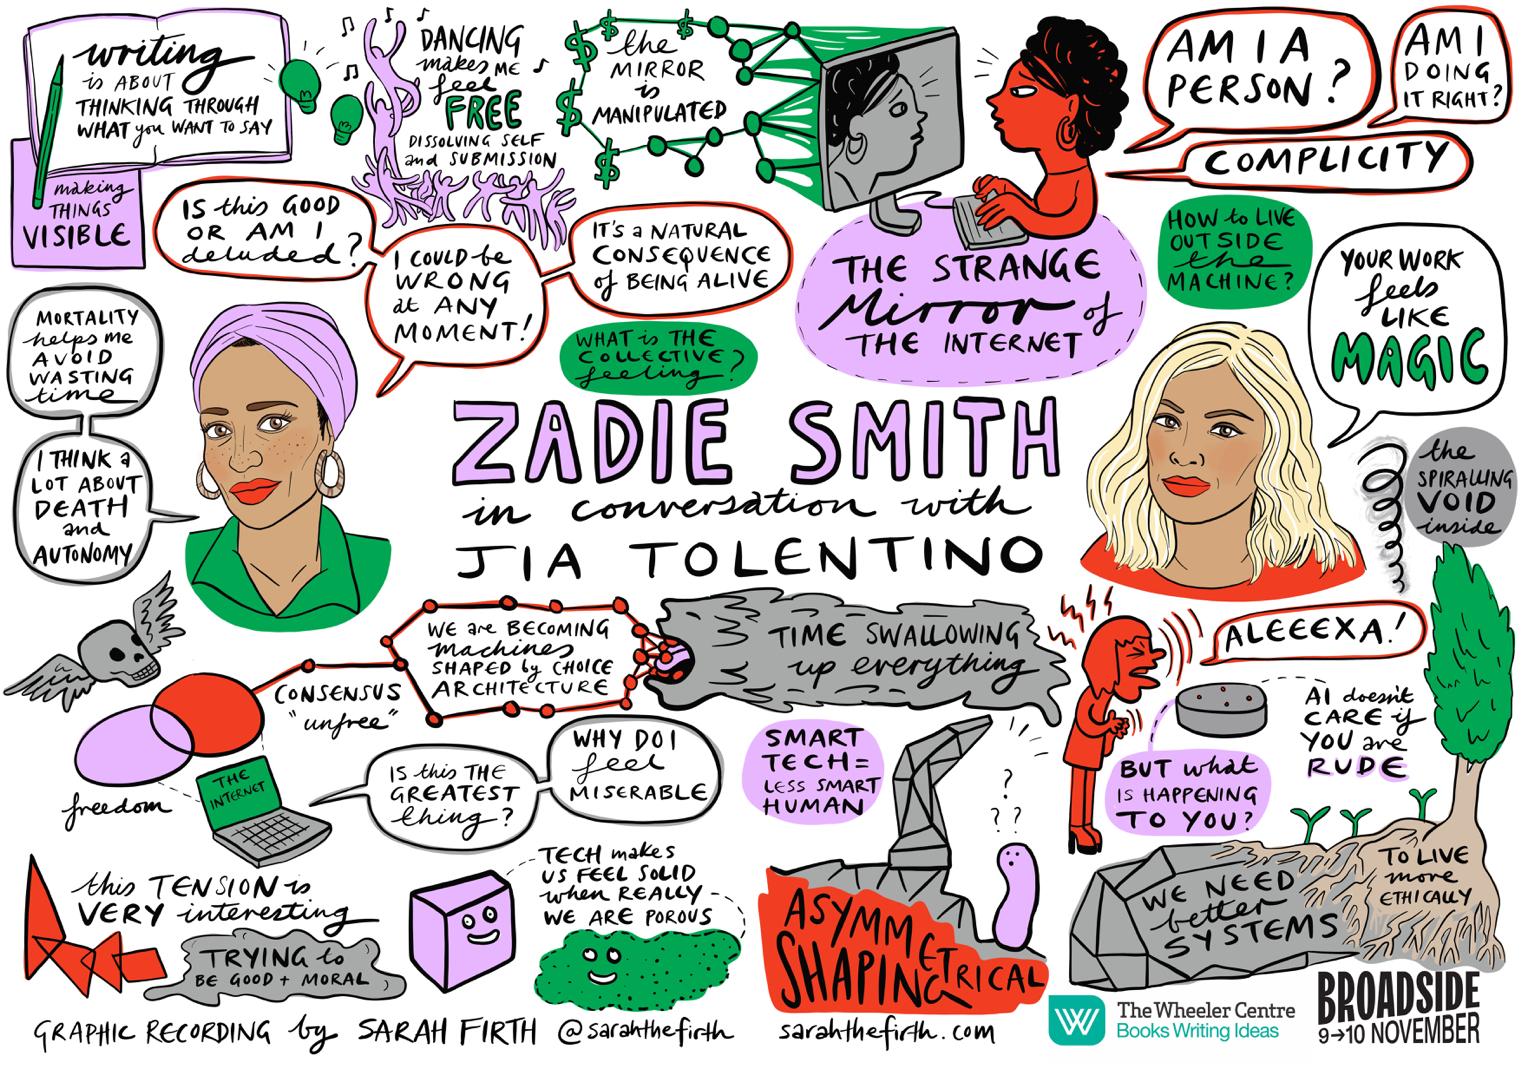 writing
is ABOUT
THINKING THROUGH
WHAT you WANT TO SAY
making
THINGS
VISIBLE
DANCING
makes ME
feel
FREE
DISSOLVING SELF
and SUBMISSION
the
MIRROR
is
MANIPULATED
AM I A
PERSON?
AM I
DOING
IT RIGHT?
COMPLICITY
IS this GOOD
OR AM I
deluded?
I COULD be
WRONG
at ANY
MOMENT!
IT'S a NATURAL
CONSEQUENCE
of BEING ALIVE
THE STRANGE
Mirror of
THE INTERNET
HOW to LIVE
OUTSIDE
the
MACHINE?
YOUR WORK
feels
LIKE
MAGIC
MORTALITY
helps me
AVOID
WASTING
time
I THINK a
LOT ABOUT
DEATH
and
AUTONOMY
WHAT is THE
COLLECTIVE
feeling?
ZADIE SMITH
in conversation with
JIA TOLENTINO
the
SPIRALLING
VOID
inside
WE are BECOMING
machines
SHAPED by CHOICE
ARCHITECTURE
TIME SWALLOWING
up everything
ALEEEXA!
CONSENSUS
"unfree"
freedom
THE
INTERNET
IS this THE
GREATEST
thing?
WHY DO I
feel
MISERABLE
SMART
TECH =
LESS SMART
HUMAN
?
? ?
AI doesn't
CARE if
YOU are
RUDE
BUT what
IS HAPPENING
TO YOU?
this TENSION is
VERY interesting
TRYING to
BE GOOD + MORAL
TECH makes
US FEEL SOLID
when REALLY
WE ARE POROUS
ASYMMETRICAL
SHAPING
WE NEED
better
SYSTEMS
TO LIVE
more
ETHICALLY
GRAPHIC RECORDING by SARAH FIRTH @sarahthefirth sarahthefirth.com
The Wheeler Centre
Books Writing Ideas
BROADSIDE
9→10 NOVEMBER